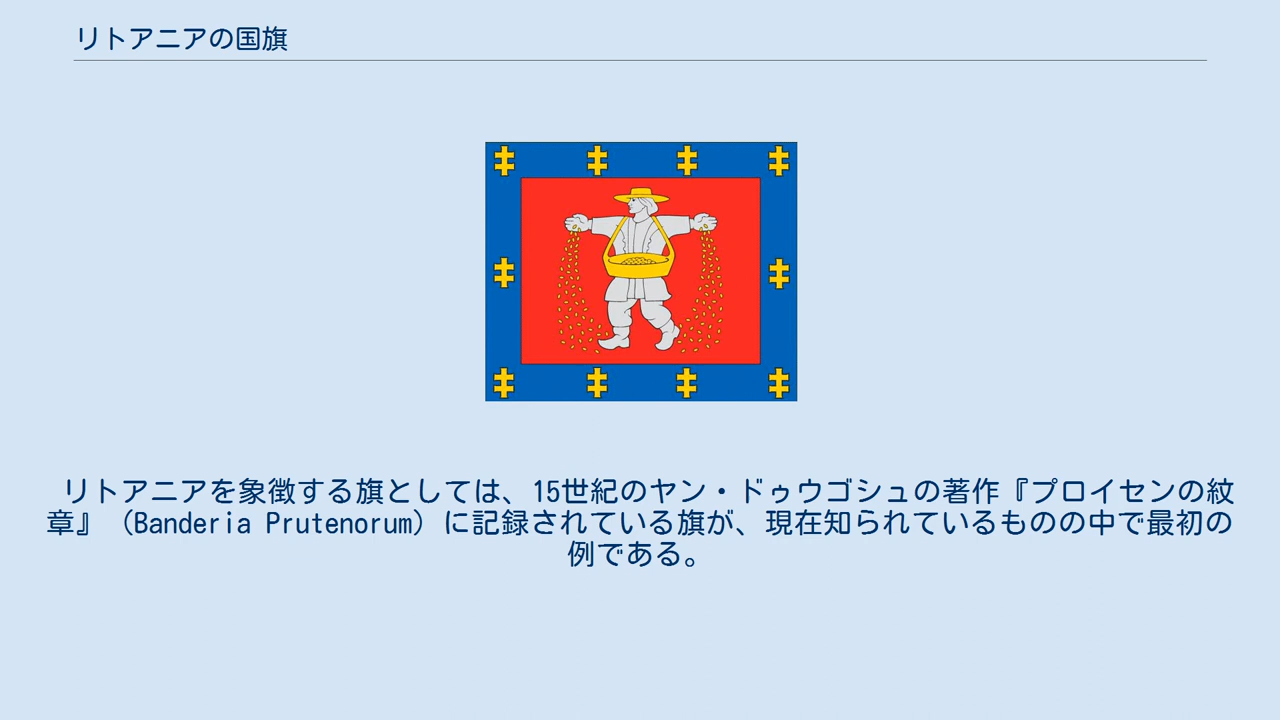 リトアニアの国旗
リトアニアを象徴する旗としては、15世紀のヤン・ドゥウゴシュの著作『プロイセンの紋
章』（Banderia Prutenorum）に記録されている旗が、現在知られているものの中で最初の
例である。